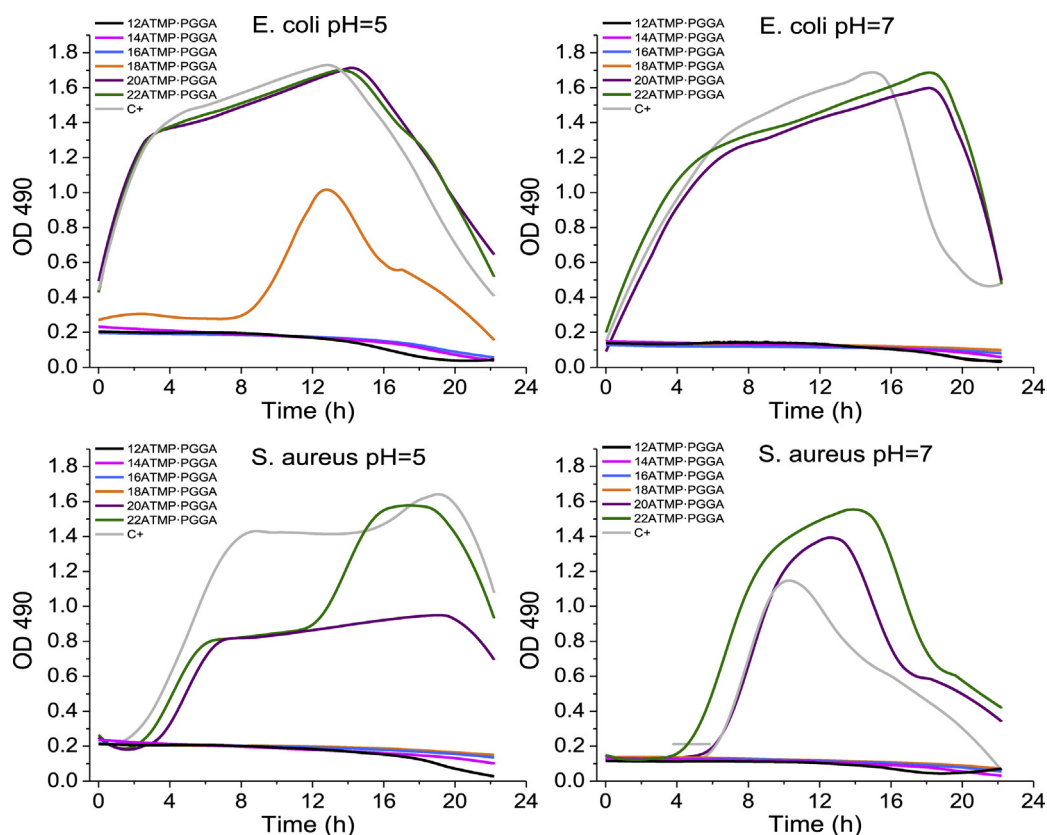 E. coli pH=5
12ATMP·PGGA
14ATMP·PGGA
16ATMP·PGGA
18ATMP·PGGA
20ATMP·PGGA
22ATMP·PGGA
C+
OD 490
1.8
1.6
1.4
1.2
1.0
0.8
0.6
0.4
0.2
0.0
0 4 8 12 16 20 24
Time (h)
E. coli pH=7
12ATMP·PGGA
14ATMP·PGGA
16ATMP·PGGA
18ATMP·PGGA
20ATMP·PGGA
22ATMP·PGGA
C+
OD 490
1.8
1.6
1.4
1.2
1.0
0.8
0.6
0.4
0.2
0.0
0 4 8 12 16 20 24
Time (h)
S. aureus pH=5
12ATMP·PGGA
14ATMP·PGGA
16ATMP·PGGA
18ATMP·PGGA
20ATMP·PGGA
22ATMP·PGGA
C+
OD 490
1.8
1.6
1.4
1.2
1.0
0.8
0.6
0.4
0.2
0.0
0 4 8 12 16 20 24
Time (h)
S. aureus pH=7
12ATMP·PGGA
14ATMP·PGGA
16ATMP·PGGA
18ATMP·PGGA
20ATMP·PGGA
22ATMP·PGGA
C+
OD 490
1.8
1.6
1.4
1.2
1.0
0.8
0.6
0.4
0.2
0.0
0 4 8 12 16 20 24
Time (h)